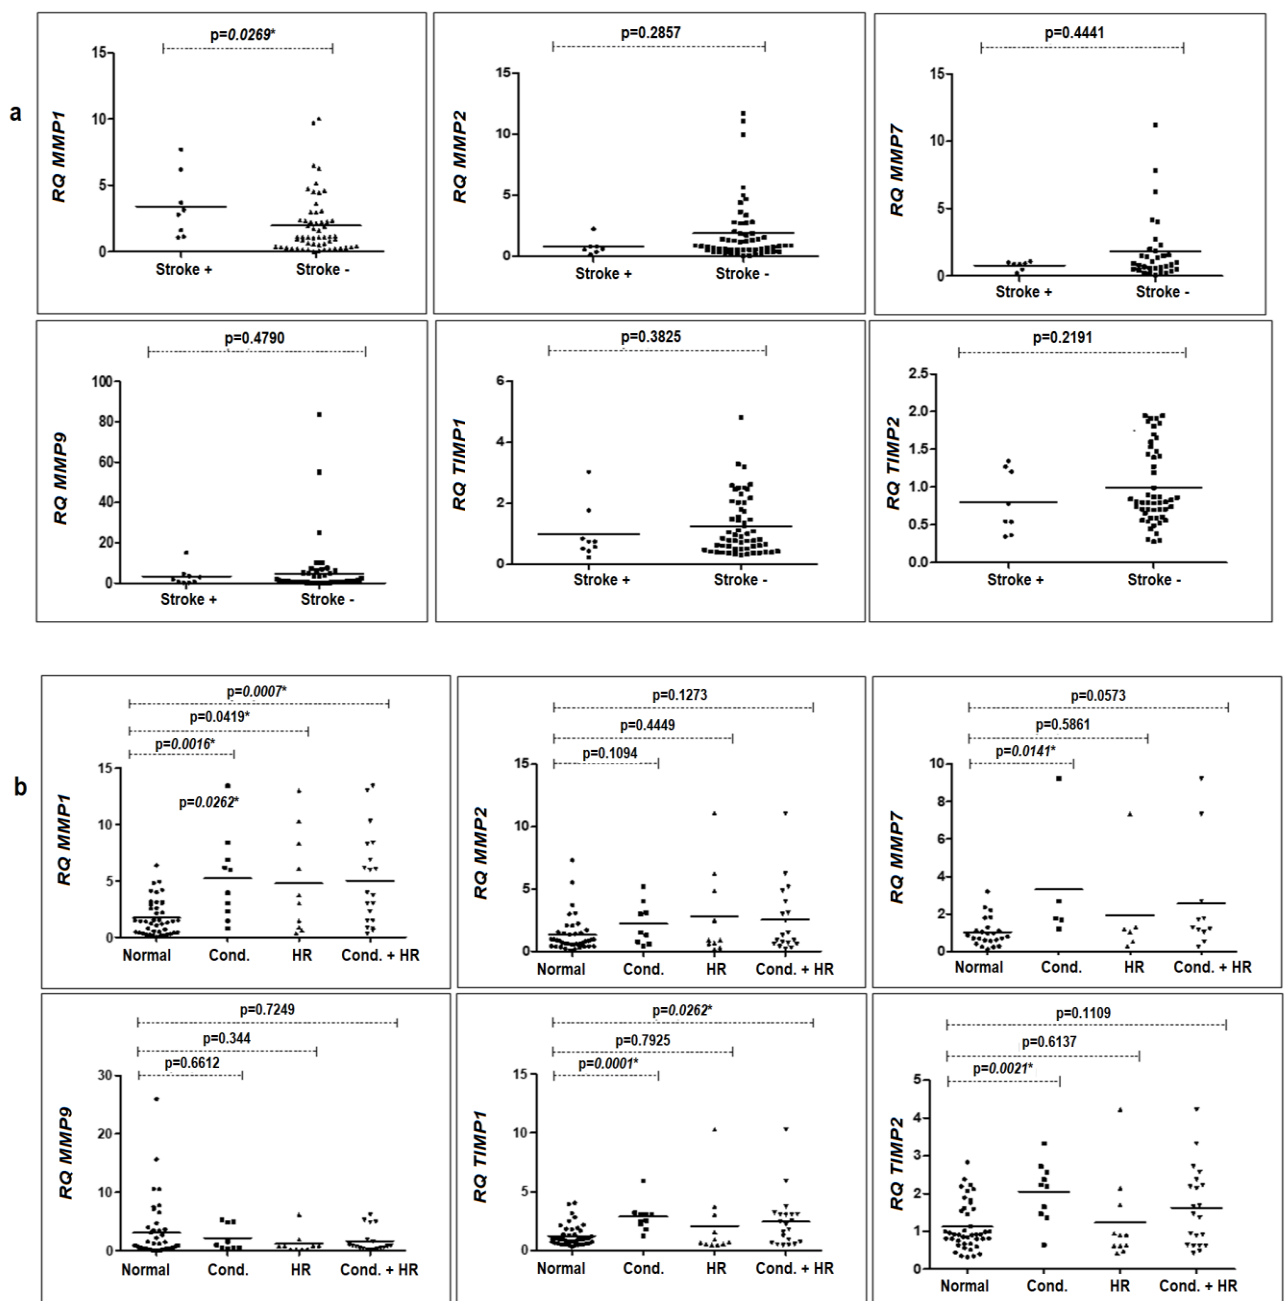 a
p=0.0269*
RQ MMP1
15
10
5
0
Stroke +
Stroke -
p=0.2857
RQ MMP2
15
10
5
0
Stroke +
Stroke -
p=0.4441
RQ MMP7
15
10
5
0
Stroke +
Stroke -
p=0.4790
RQ MMP9
100
80
60
40
20
0
Stroke +
Stroke -
p=0.3825
RQ TIMP1
6
4
2
0
Stroke +
Stroke -
p=0.2191
RQ TIMP2
2.5
2.0
1.5
1.0
0.5
0.0
Stroke +
Stroke -
b
p=0.0007*
p=0.0419*
p=0.0016*
p=0.0262*
RQ MMP1
15
10
5
0
Normal
Cond.
HR
Cond. + HR
p=0.1273
p=0.4449
p=0.1094
RQ MMP2
15
10
5
0
Normal
Cond.
HR
Cond. + HR
p=0.0573
p=0.5861
p=0.0141*
RQ MMP7
10
8
6
4
2
0
Normal
Cond.
HR
Cond. + HR
p=0.7249
p=0.344
p=0.6612
RQ MMP9
30
20
10
0
Normal
Cond.
HR
Cond. + HR
p=0.0262*
p=0.7925
p=0.0001*
RQ TIMP1
15
10
5
0
Normal
Cond.
HR
Cond. + HR
p=0.1109
p=0.6137
p=0.0021*
RQ TIMP2
5
4
3
2
1
0
Normal
Cond.
HR
Cond. + HR